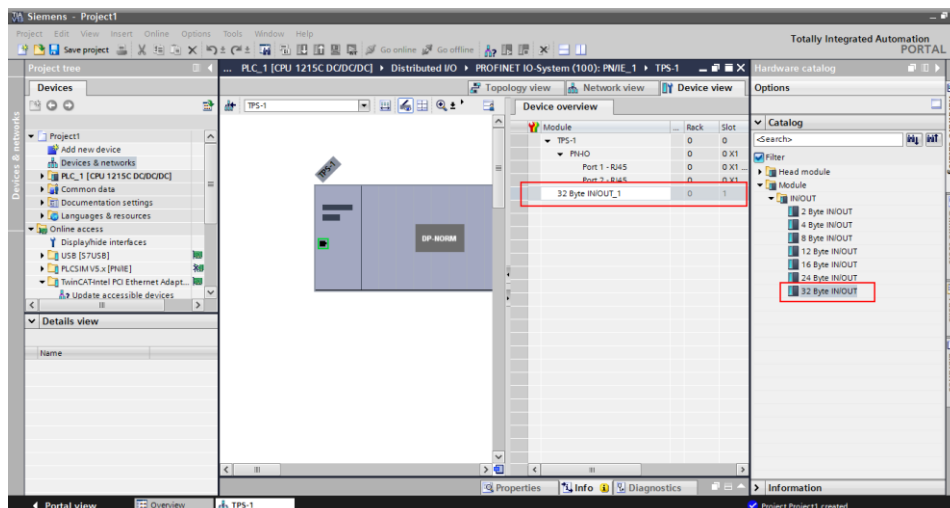 Siemens - Project1
Project Edit View Insert Online Options Tools Window Help
Totally Integrated Automation
PORTAL
Save project
Go online
Go offline
Project tree
... PLC_1 [CPU 1215C DC/DC/DC] Distributed I/O PROFINET IO-System (100): PN/IE_1 TPS-1
Hardware catalog
Devices
Topology view
Network view
Device view
Options
TPS-1
Device overview
Catalog
<Search>
Filter
Head module
Module
IN/OUT
2 Byte IN/OUT
4 Byte IN/OUT
8 Byte IN/OUT
12 Byte IN/OUT
16 Byte IN/OUT
24 Byte IN/OUT
32 Byte IN/OUT
Project1
Add new device
Devices & networks
PLC_1 [CPU 1215C DC/DC/DC]
Common data
Documentation settings
Languages & resources
Online access
Display/hide interfaces
USB [S7USB]
PLCSIM V5.x [PN/IE]
TwinCAT-Intel PCI Ethernet Adapt...
Update accessible devices
Devices & networks
TPS-1
DP-NORM
Module ... Rack Slot
TPS-1 0 0
PN-IO 0 0 X1
Port 1 - RJ45 0 0 X1 ...
Port 2 - RJ45 0 0 X1 ...
32 Byte IN/OUT_1 0 1
Details view
Name
Properties
Info
Diagnostics
Information
Portal view
Overview
TPS-1
Project Project1 created.